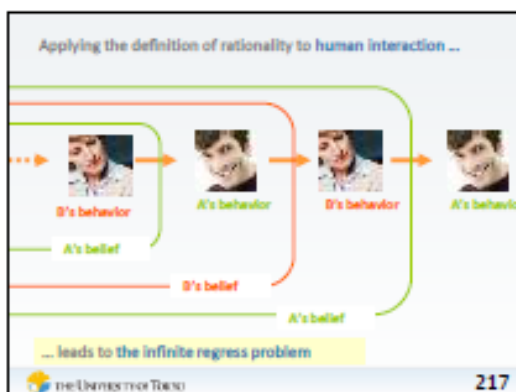 Applying the definition of rationality to human interaction ...
B's behavior
A's behavior
B's behavior
A's behavio
A's belief
B's belief
A's belief
... leads to the infinite regress problem
THE UNIVERSITY OF TOKYO
217